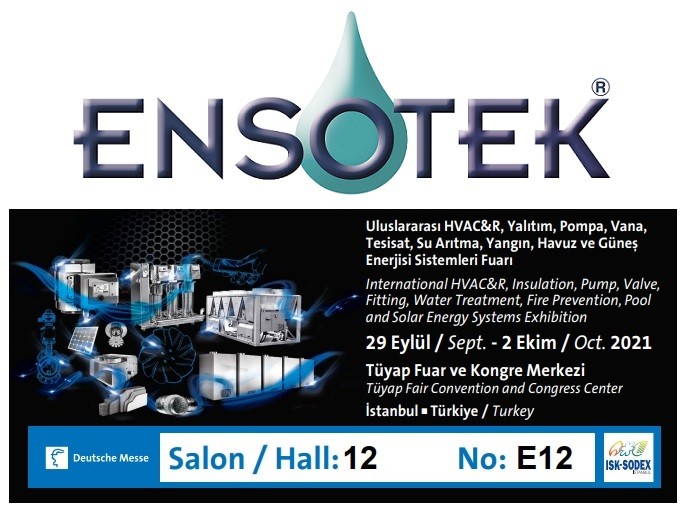 ENSOTEK®
Uluslararası HVAC&R, Yalıtım, Pompa, Vana,
Tesisat, Su Arıtma, Yangın, Havuz ve Güneş
Enerjisi Sistemleri Fuarı
International HVAC&R, Insulation, Pump, Valve,
Fitting, Water Treatment, Fire Prevention, Pool
and Solar Energy Systems Exhibition
29 Eylül / Sept. - 2 Ekim / Oct. 2021
Tüyap Fuar ve Kongre Merkezi
Tüyap Fair Convention and Congress Center
İstanbul ▪ Türkiye / Turkey
Deutsche Messe
Salon / Hall: 12
No: E12
ISK-SODEX
İSTANBUL